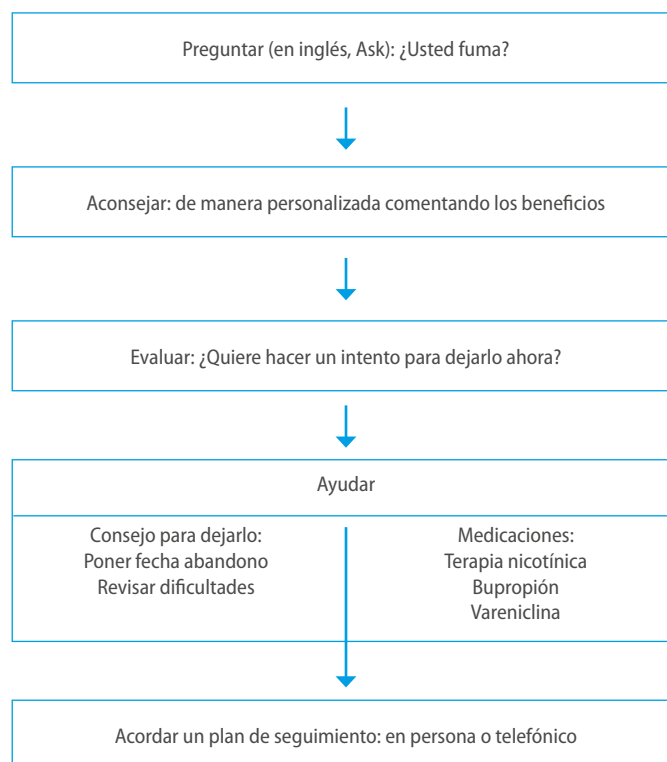 Preguntar (en inglés, Ask): ¿Usted fuma?
Aconsejar: de manera personalizada comentando los beneficios
Evaluar: ¿Quiere hacer un intento para dejarlo ahora?
Ayudar
Consejo para dejarlo:
Poner fecha abandono
Revisar dificultades
Medicaciones:
Terapia nicotínica
Bupropión
Vareniclina
Acordar un plan de seguimiento: en persona o telefónico